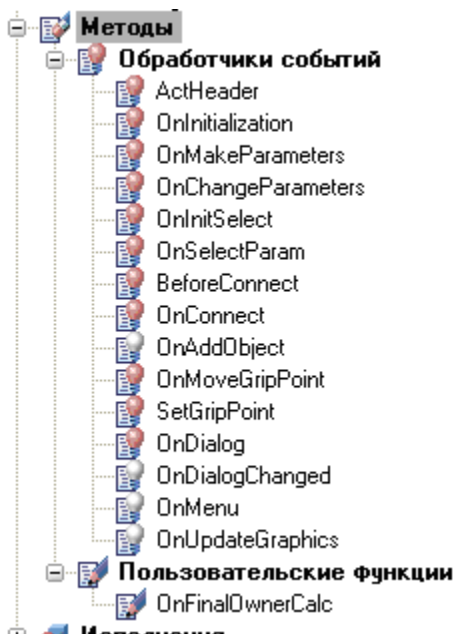 Методы
Обработчики событий
ActHeader
OnInitialization
OnMakeParameters
OnChangeParameters
OnInitSelect
OnSelectParam
BeforeConnect
OnConnect
OnAddObject
OnMoveGripPoint
SetGripPoint
OnDialog
OnDialogChanged
OnMenu
OnUpdateGraphics
Пользовательские функции
OnFinalOwnerCalc